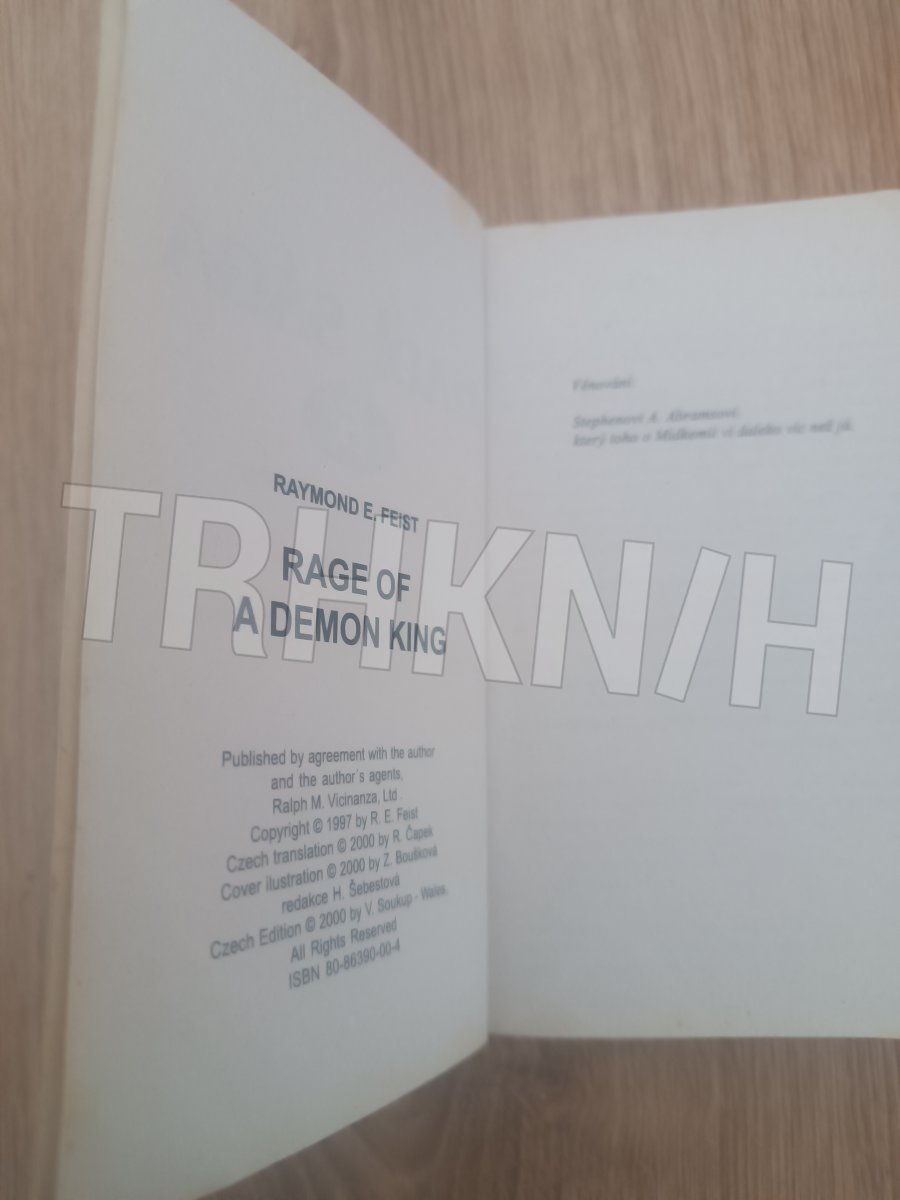 RAYMOND E. FEIST
RAGE OF
A DEMON KING
Published by agreement with the author
and the author´s agents,
Ralph M. Vicinanza, Ltd.
Copyright © 1997 by R. E. Feist
Czech translation © 2000 by R. Čapek
Cover ilustration © 2000 by Z. Boušková
redakce H. Šebestová
Czech Edition © 2000 by V. Soukup - Wales
All Rights Reserved
ISBN 80-86390-00-4
Věnování:
Stephenovi A. Abramsovi,
který toho o Midkemii ví daleko víc než já.
TRHKN/H